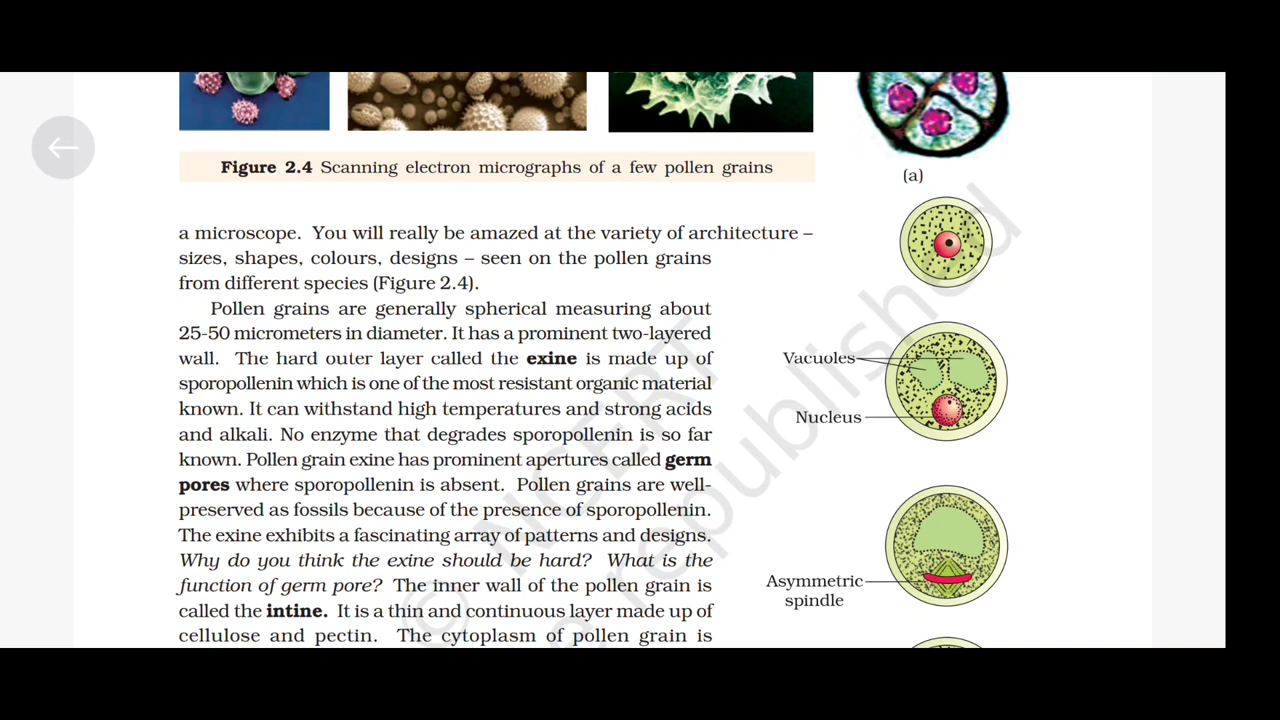 Figure 2.4 Scanning electron micrographs of a few pollen grains
(a)
a microscope. You will really be amazed at the variety of architecture –
sizes, shapes, colours, designs – seen on the pollen grains
from different species (Figure 2.4).
Pollen grains are generally spherical measuring about
25-50 micrometers in diameter. It has a prominent two-layered
wall. The hard outer layer called the exine is made up of
sporopollenin which is one of the most resistant organic material
known. It can withstand high temperatures and strong acids
and alkali. No enzyme that degrades sporopollenin is so far
known. Pollen grain exine has prominent apertures called germ
pores where sporopollenin is absent. Pollen grains are well-
preserved as fossils because of the presence of sporopollenin.
The exine exhibits a fascinating array of patterns and designs.
Why do you think the exine should be hard? What is the
function of germ pore? The inner wall of the pollen grain is
called the intine. It is a thin and continuous layer made up of
cellulose and pectin. The cytoplasm of pollen grain is
Vacuoles
Nucleus
Asymmetric
spindle
© NCERT
republished